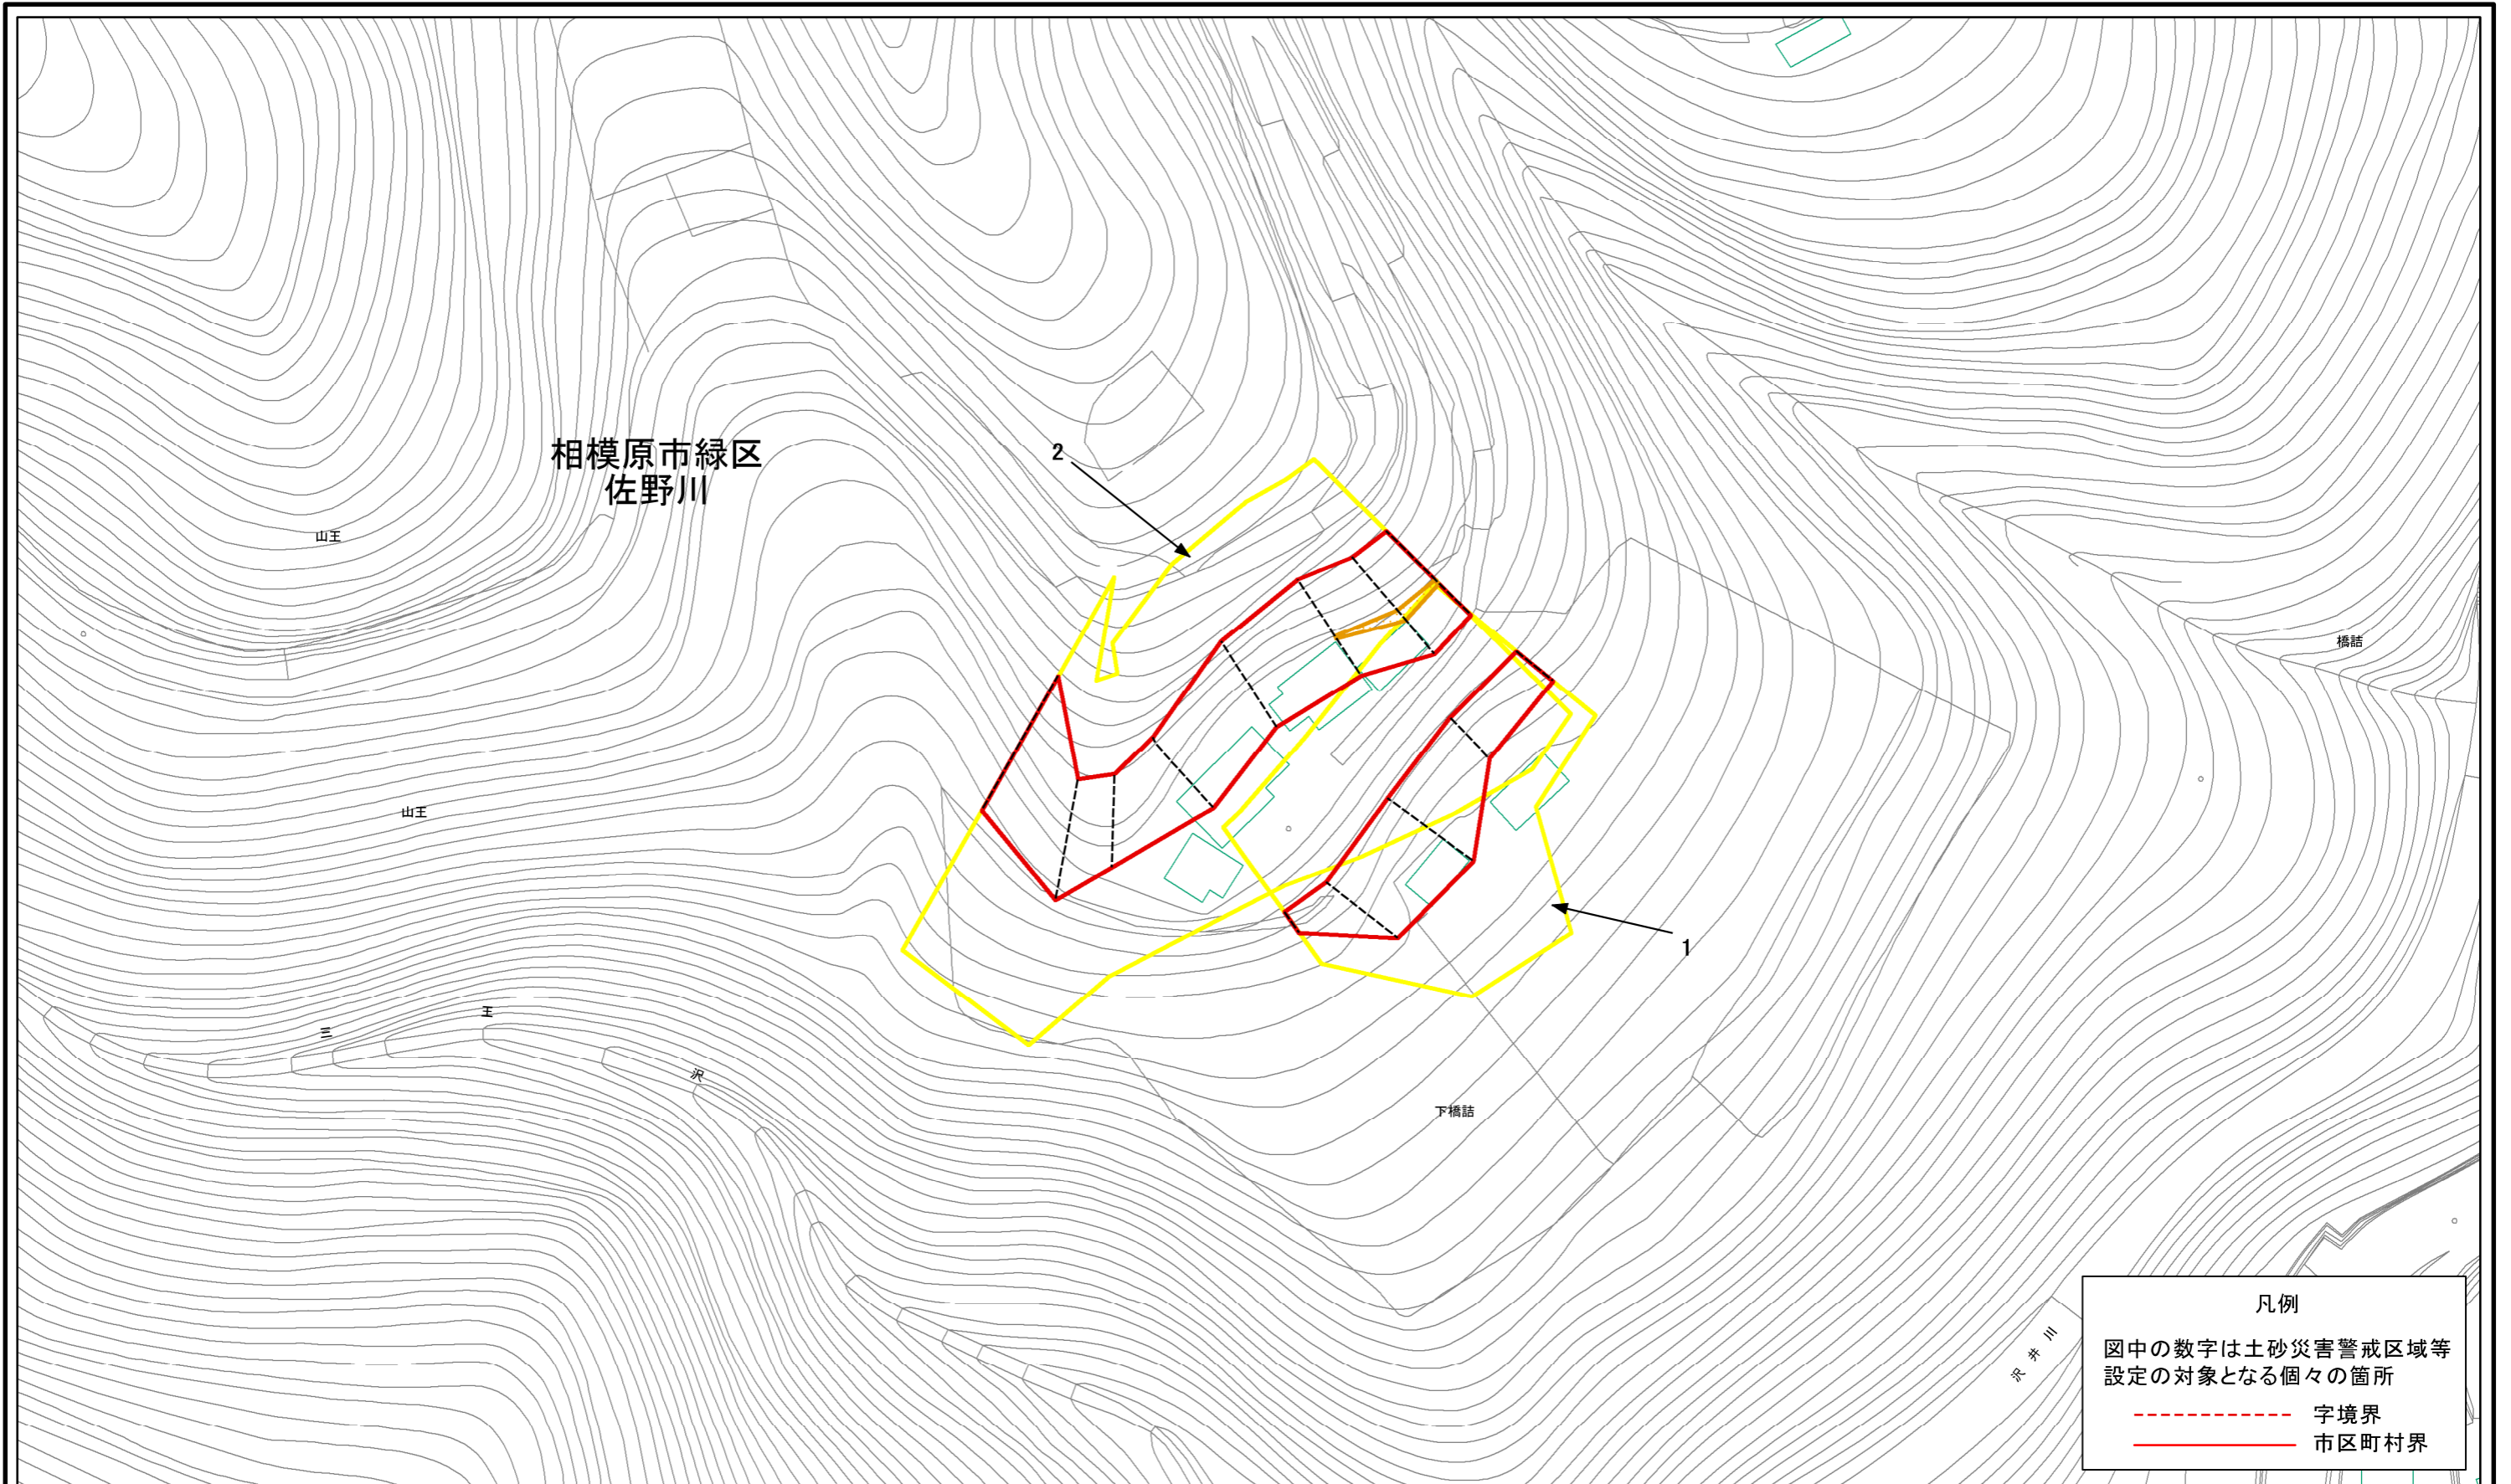 相模原市緑区
佐野川
2
山王
橋詰
山王
1
三
王
沢
下橋詰
沢井川
凡例
図中の数字は土砂災害警戒区域等
設定の対象となる個々の箇所
字境界
市区町村界